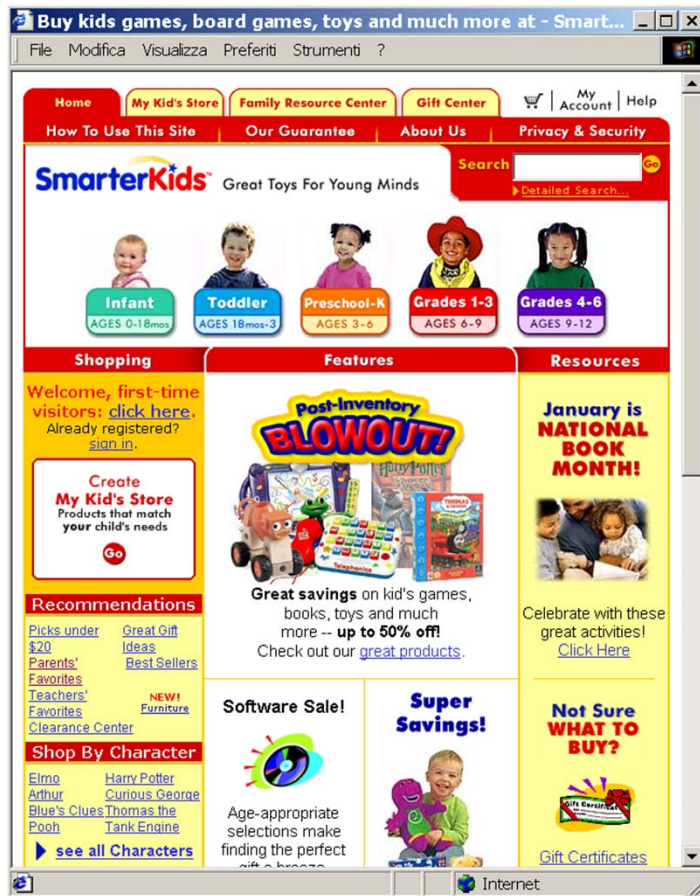 Buy kids games, board games, toys and much more at - Smart...
File Modifica Visualizza Preferiti Strumenti ?
Home
My Kid's Store
Family Resource Center
Gift Center
My Account
Help
How To Use This Site
Our Guarantee
About Us
Privacy & Security
SmarterKids™ Great Toys For Young Minds
Search Go
Detailed Search...
Infant
AGES 0-18mos
Toddler
AGES 18mos-3
Preschool-K
AGES 3-6
Grades 1-3
AGES 6-9
Grades 4-6
AGES 9-12
Shopping
Welcome, first-time
visitors: click here.
Already registered?
sign in.
Create
My Kid's Store
Products that match
your child's needs
Go
Recommendations
Picks under
$20
Parents'
Favorites
Teachers'
Favorites
Clearance Center
Great Gift
Ideas
Best Sellers
NEW!
Furniture
Shop By Character
Elmo
Arthur
Blue's Clues
Pooh
Harry Potter
Curious George
Thomas the
Tank Engine
see all Characters
Features
Post-Inventory
BLOWOUT!
Harry Potter
THOMAS
Telephonics
Great savings on kid's games,
books, toys and much
more -- up to 50% off!
Check out our great products.
Software Sale!
Age-appropriate
selections make
finding the perfect
gift a breeze
Super
Savings!
Resources
January is
NATIONAL
BOOK
MONTH!
Celebrate with these
great activities!
Click Here
Not Sure
WHAT TO
BUY?
Gift Certificate
Gift Certificates
Internet